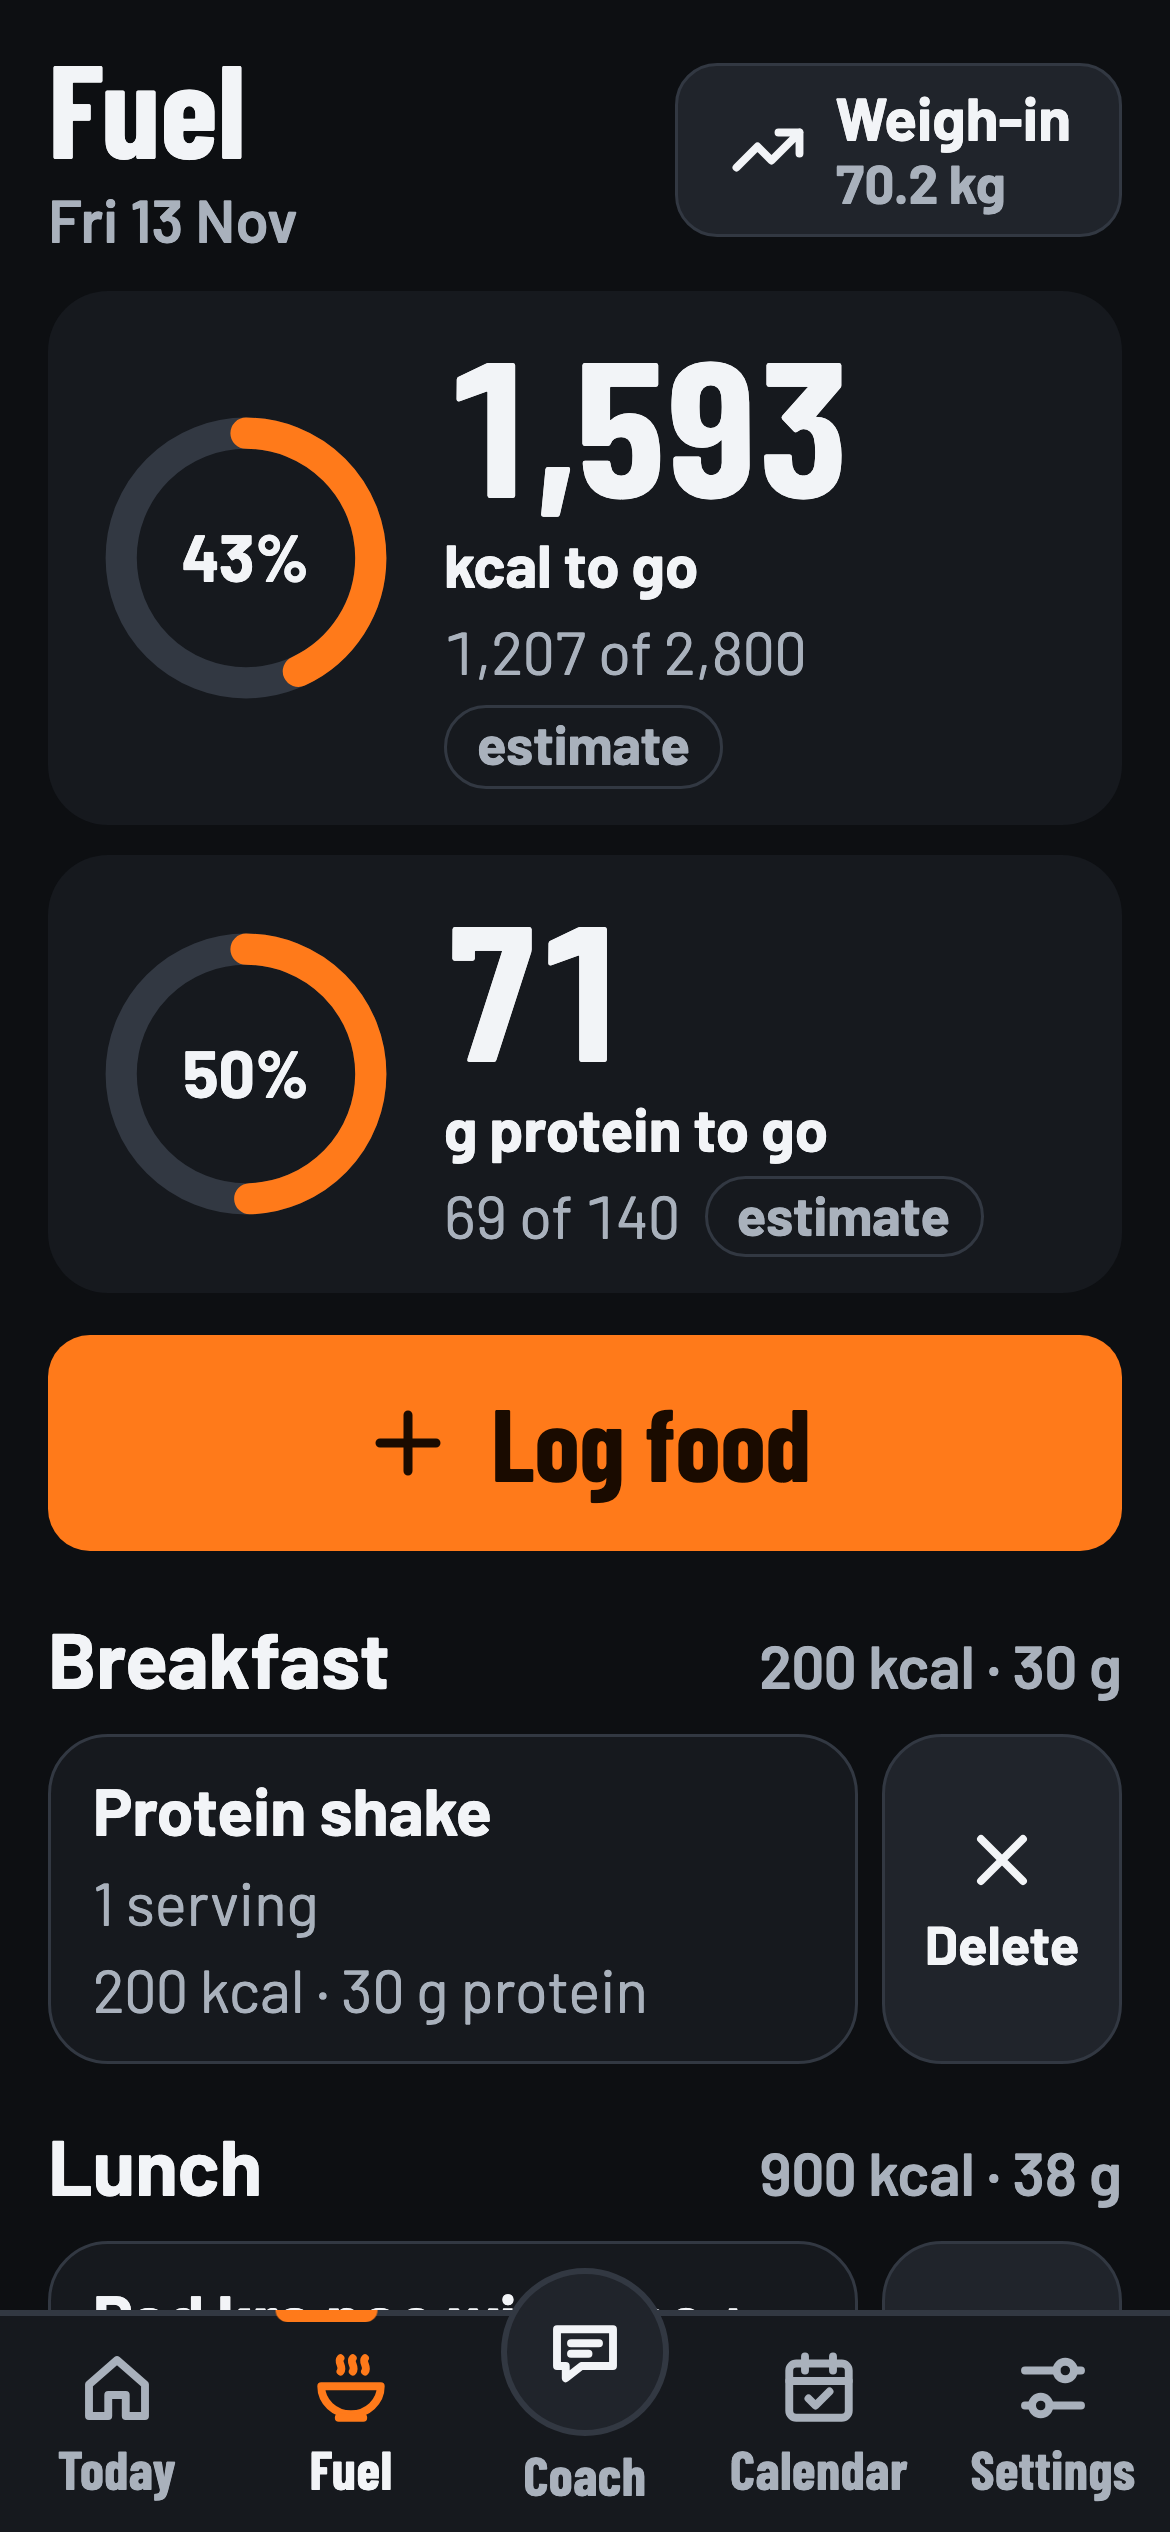 Fuel
Fri 13 Nov
Weigh-in
70.2 kg
43%
1,593
kcal to go
1,207 of 2,800
estimate
50%
71
g protein to go
69 of 140 estimate
Log food
Breakfast 200 kcal · 30 g
Protein shake
1 serving
200 kcal · 30 g protein
Delete
Lunch 900 kcal · 38 g
Today
Fuel
Coach
Calendar
Settings